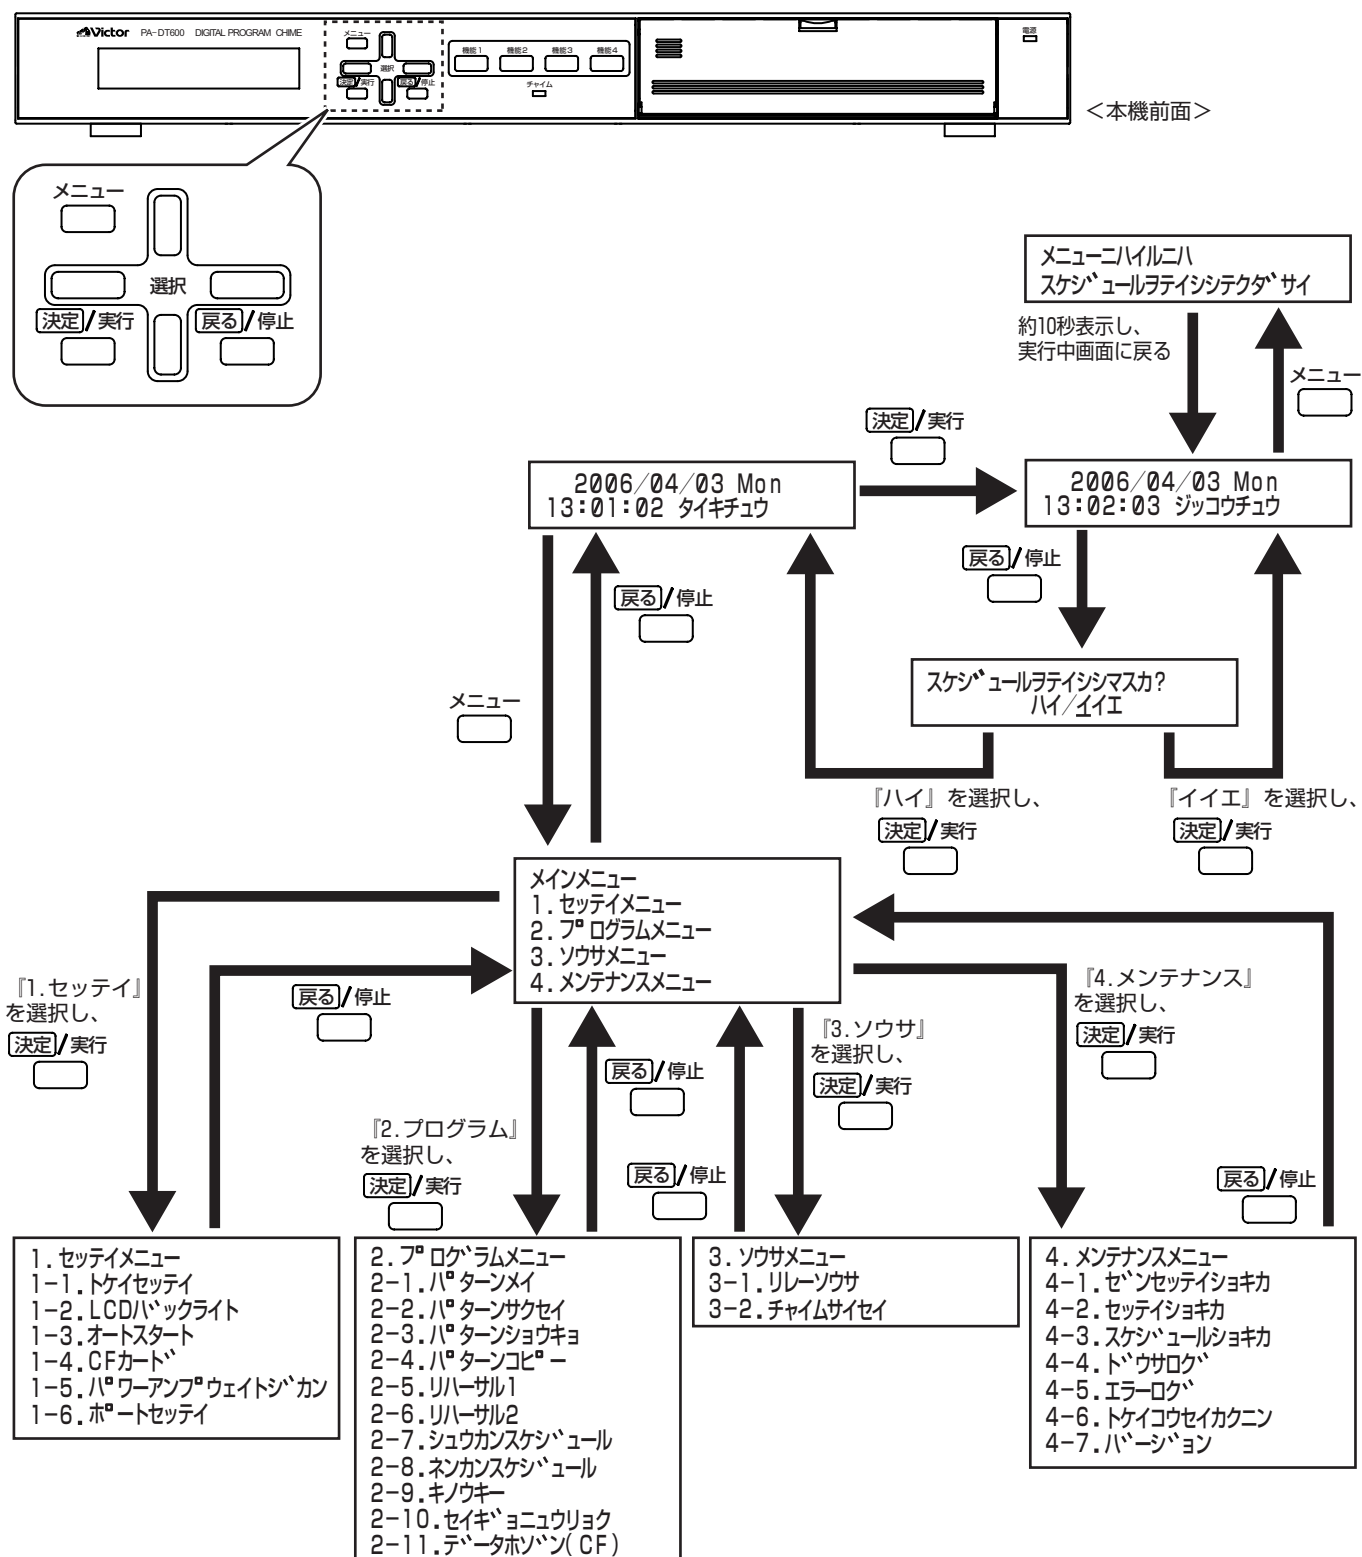 Victor PA-DT600 DIGITAL PROGRAM CHIME
メニュー
選択
決定/実行
戻る/停止
機能1 機能2 機能3 機能4
チャイム
電源
＜本機前面＞
メニュー
選択
決定/実行 戻る/停止
メニューニハイルニハ
スケジュールヲテイシシテクダサイ
約10秒表示し、
実行中画面に戻る
メニュー
決定/実行
2006/04/03 Mon
13:01:02 タイキチュウ
2006/04/03 Mon
13:02:03 ジッコウチュウ
戻る/停止
戻る/停止
スケジュールヲテイシシマスカ?
ハイ/イイエ
メニュー
『ハイ』を選択し、
決定/実行
『イイエ』を選択し、
決定/実行
メインメニュー
1.セッテイメニュー
2.プログラムメニュー
3.ソウサメニュー
4.メンテナンスメニュー
『1.セッテイ』
を選択し、
決定/実行
戻る/停止
『2.プログラム』
を選択し、
決定/実行
戻る/停止
『3.ソウサ』
を選択し、
決定/実行
戻る/停止
『4.メンテナンス』
を選択し、
決定/実行
戻る/停止
1.セッテイメニュー
1-1.トケイセッテイ
1-2.LCDバックライト
1-3.オートスタート
1-4.CFカード
1-5.パワーアンプウェイトジカン
1-6.ポートセッテイ
2.プログラムメニュー
2-1.パターンメイ
2-2.パターンサクセイ
2-3.パターンショウキョ
2-4.パターンコピー
2-5.リハーサル1
2-6.リハーサル2
2-7.シュウカンスケジュール
2-8.ネンカンスケジュール
2-9.キノウキー
2-10.セイギョニュウリョク
2-11.データホゾン(CF)
3.ソウサメニュー
3-1.リレーソウサ
3-2.チャイムサイセイ
4.メンテナンスメニュー
4-1.ゼンセッテイショキカ
4-2.セッテイショキカ
4-3.スケジュールショキカ
4-4.ドウサログ
4-5.エラーログ
4-6.トケイコウセイカクニン
4-7.バージョン